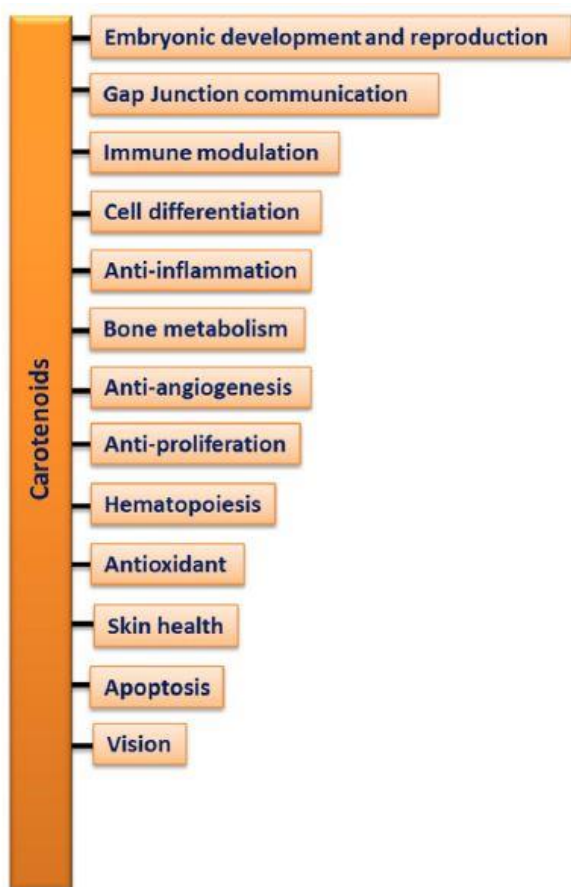 Carotenoids
Embryonic development and reproduction
Gap Junction communication
Immune modulation
Cell differentiation
Anti-inflammation
Bone metabolism
Anti-angiogenesis
Anti-proliferation
Hematopoiesis
Antioxidant
Skin health
Apoptosis
Vision